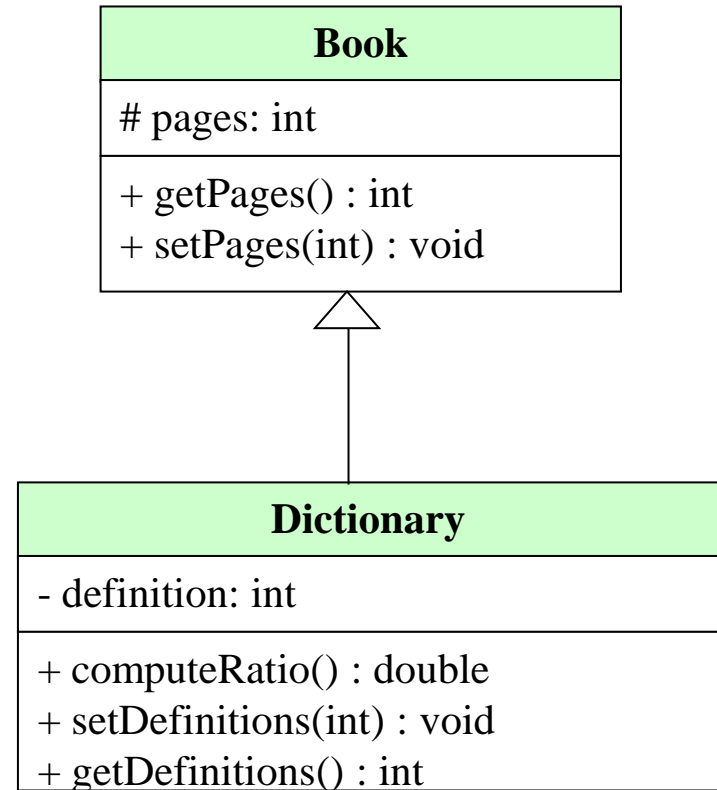 Book
# pages: int
+ getPages() : int
+ setPages(int) : void
Dictionary
- definition: int
+ computeRatio() : double
+ setDefinitions(int) : void
+ getDefinitions() : int